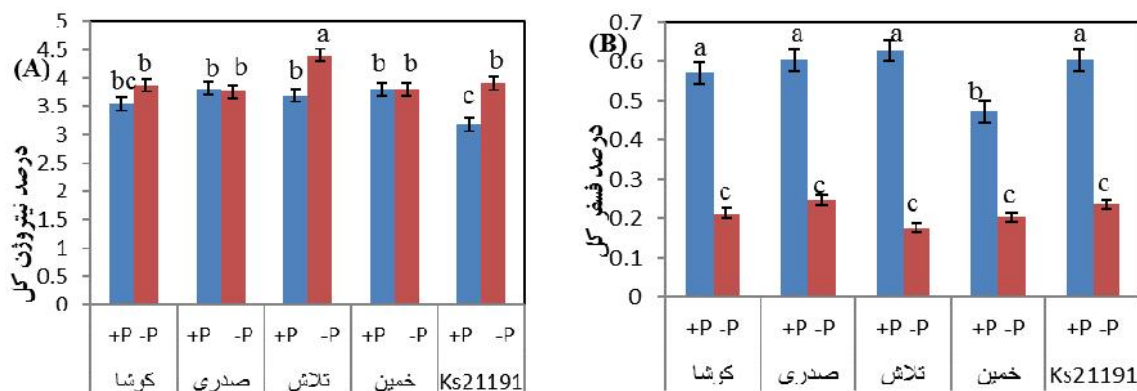 (A)
درصد نیتروژن کل
5
4.5
4
3.5
3
2.5
2
1.5
1
0.5
0
bc b b b b a b b c b
+P -P +P -P +P -P +P -P +P -P
کوشا صدری تلاش خمین Ks21191
(B)
درصد فسفر کل
0.7
0.6
0.5
0.4
0.3
0.2
0.1
0
a c a c a c b c a c
+P -P +P -P +P -P +P -P +P -P
کوشا صدری تلاش خمین Ks21191